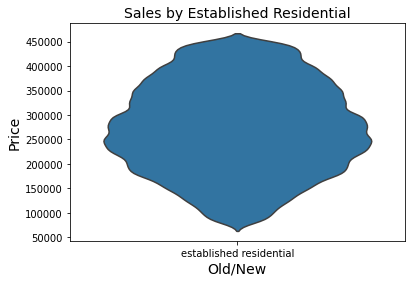 Sales by Established Residential
450000
400000
350000
300000
250000
200000
150000
100000
50000
Price
established residential
Old/New